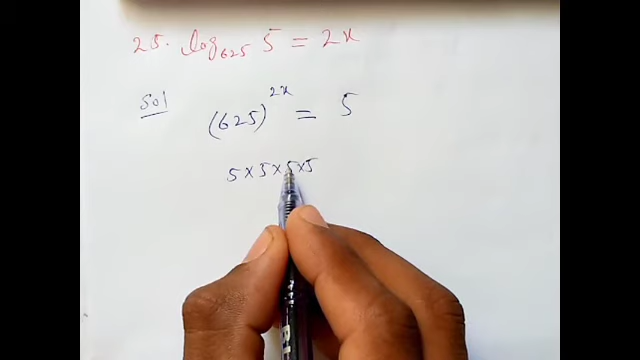 25. log₆₂₅ 5 = 2x
Sol
(625)²ˣ = 5
5 x 5 x 5 x 5